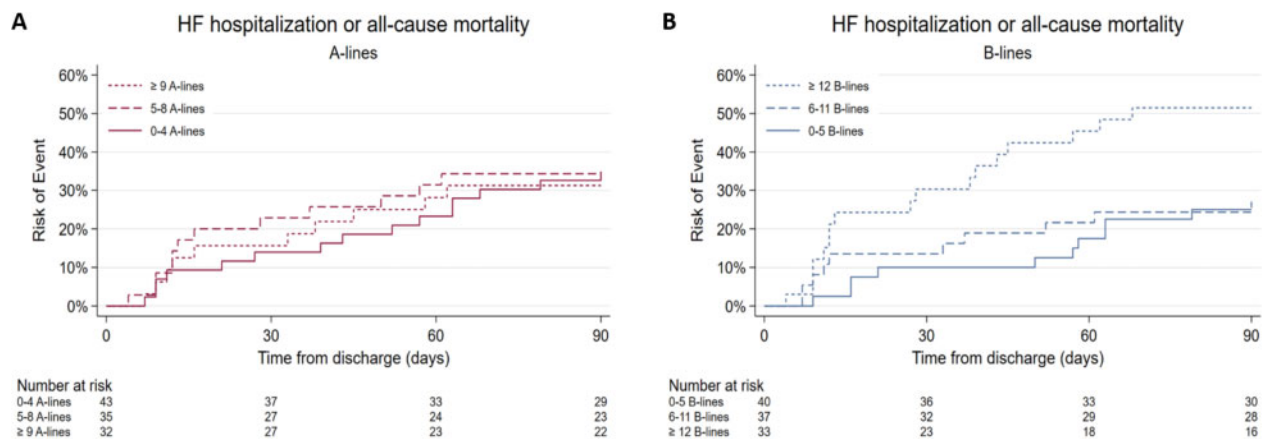 A
HF hospitalization or all-cause mortality
A-lines
Risk of Event
60%
50%
40%
30%
20%
10%
0%
≥ 9 A-lines
5-8 A-lines
0-4 A-lines
0 30 60 90
Time from discharge (days)
Number at risk
0-4 A-lines 43 37 33 29
5-8 A-lines 35 27 24 23
≥ 9 A-lines 32 27 23 22
B
HF hospitalization or all-cause mortality
B-lines
Risk of Event
60%
50%
40%
30%
20%
10%
0%
≥ 12 B-lines
6-11 B-lines
0-5 B-lines
0 30 60 90
Time from discharge (days)
Number at risk
0-5 B-lines 40 36 33 30
6-11 B-lines 37 32 29 28
≥ 12 B-lines 33 23 18 16